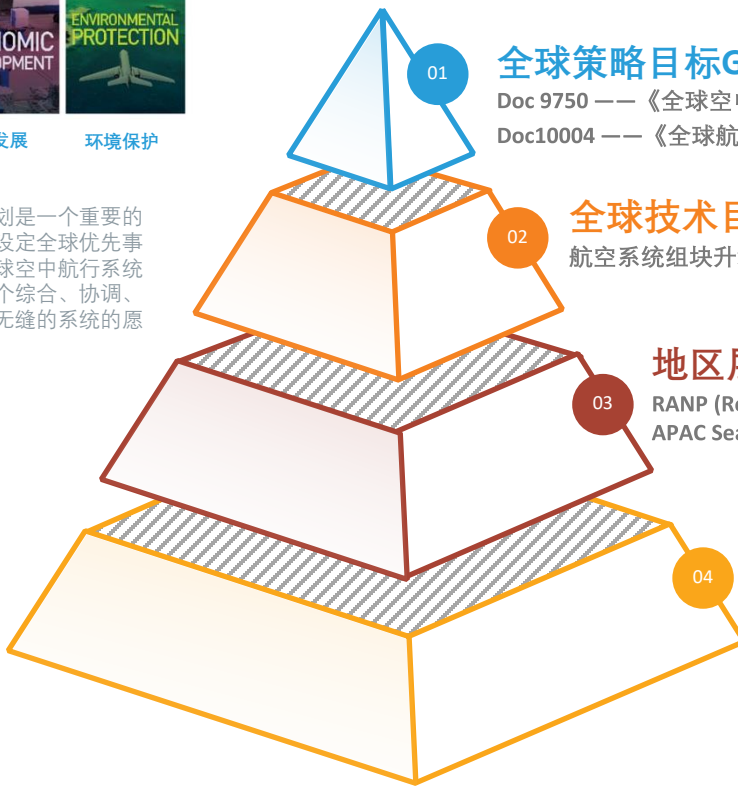 ENVIRONMENTAL
PROTECTION
发展
环境保护
划是一个重要的
设定全球优先事
球空中航行系统
个综合、协调、
无缝的系统的愿
01
全球策略目标G
Doc 9750 ——《全球空
Doc10004 ——《全球航
02
全球技术目
航空系统组块升
03
地区
RANP (R
APAC Sea
04